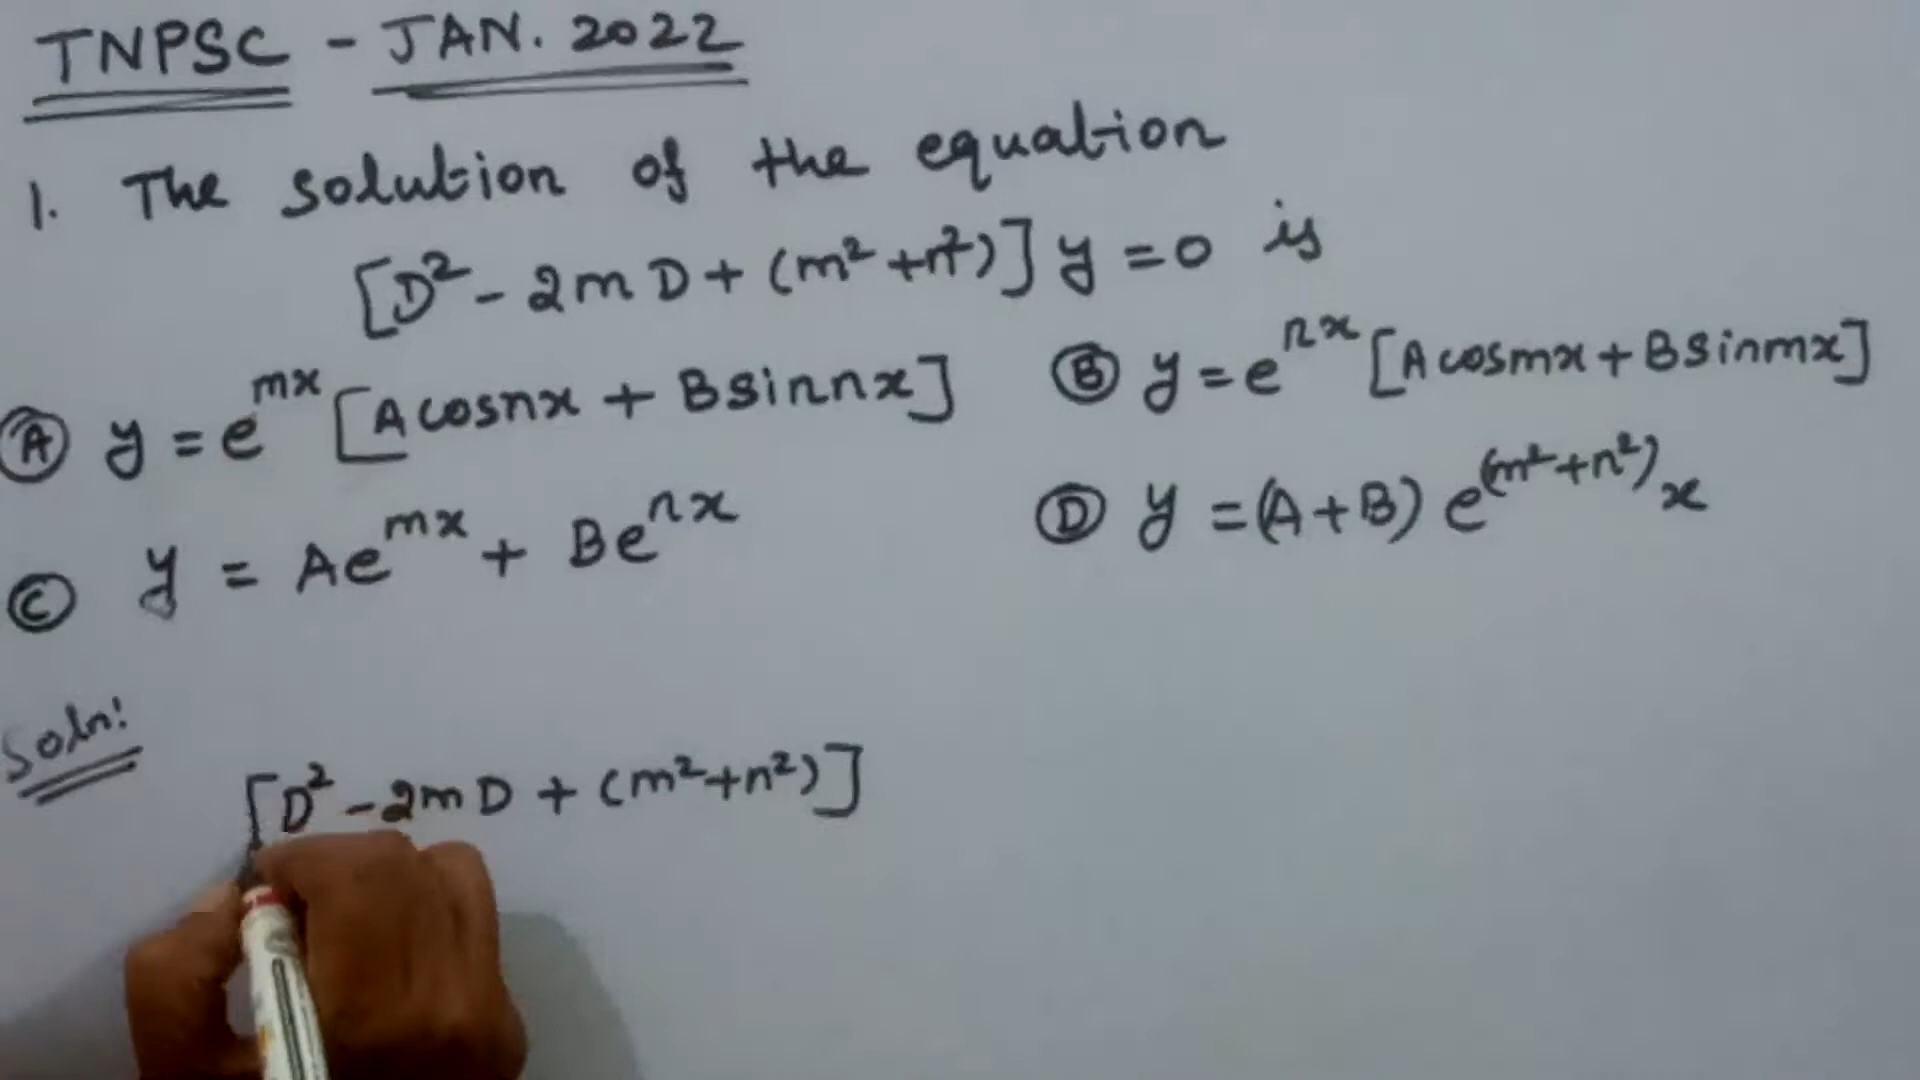 TNPSC - JAN. 2022
1. The solution of the equation
[D² - 2mD + (m² + n²)] y = 0 is
Ⓐ y = e^{mx} [A cosnx + B sinnx] Ⓑ y = e^{nx} [A cosmx + B sinmx]
Ⓒ y = Ae^{mx} + Be^{nx} Ⓓ y = (A+B) e^{(m²+n²)x}
Soln:
[D² - 2mD + (m²+n²)]